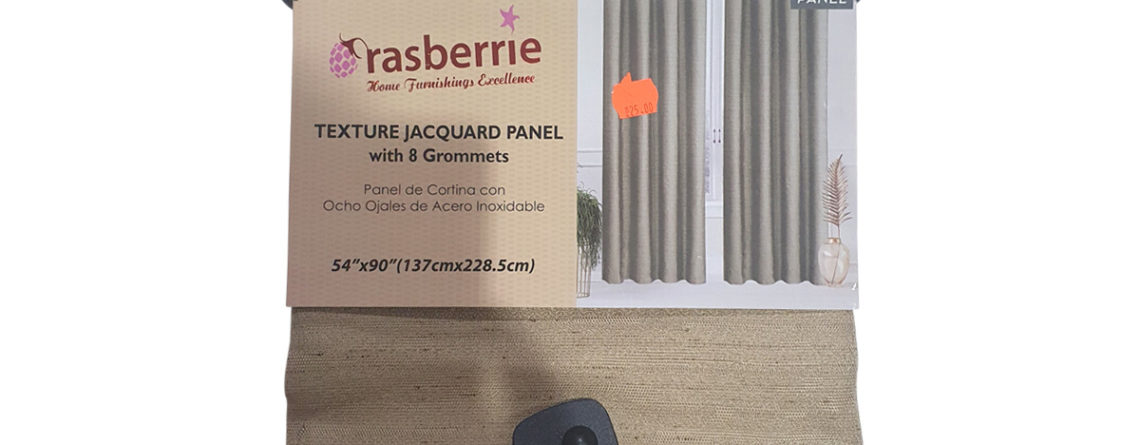 PANEL
rasberrie
Home Furnishings Excellence
TEXTURE JACQUARD PANEL
with 8 Grommets
Panel de Cortina con
Ocho Ojales de Acero Inoxidable
54”x90”(137cmx228.5cm)